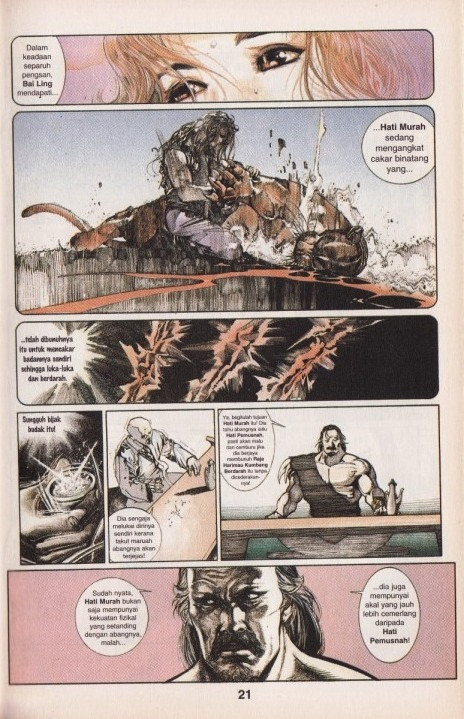 Dalam
keadaan
separuh
pengsan,
Bai Ling
mendapati...
...Hati Murah
sedang
mengangkat
cakar binatang
yang...
...telah dibunuhnya
itu untuk mencakar
badannya sendiri
sehingga luka-luka
dan berdarah.
Sungguh bijak
budak itu!
Dia sengaja
melukai dirinya
sendiri kerana
takut maruah
abangnya akan
terjejas!
Ya, begitulah tujuan
Hati Murah itu! Dia
tahu abangnya iaitu
Hati Pemusnah,
pasti akan malu
dan cemburu jika
dia berjaya
membunuh Raja
Harimau Kumbang
Berdarah itu tanpa
dicederakan-
nya!
Sudah nyata,
Hati Murah bukan
saja mempunyai
kekuatan fizikal
yang setanding
dengan abangnya,
malah...
...dia juga
mempunyai
akal yang jauh
lebih cemerlang
daripada
Hati
Pemusnah!
21